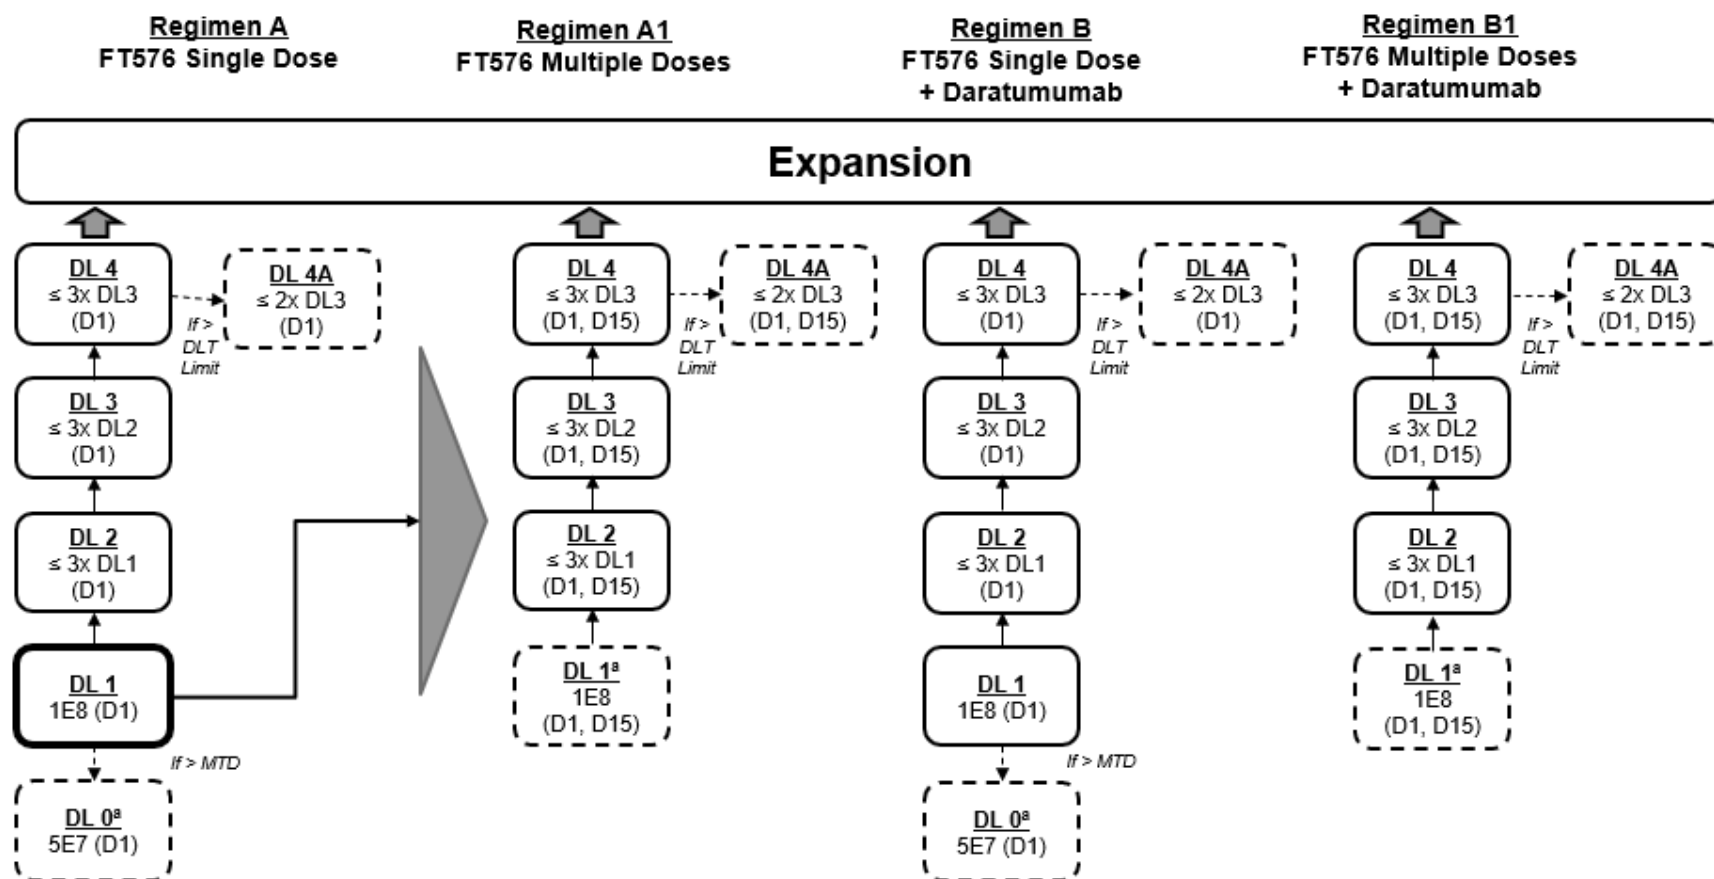 Regimen A
FT576 Single Dose
Regimen A1
FT576 Multiple Doses
Regimen B
FT576 Single Dose
+ Daratumumab
Regimen B1
FT576 Multiple Doses
+ Daratumumab
Expansion
DL 4
≤ 3x DL3
(D1)
If >
DLT
Limit
DL 4A
≤ 2x DL3
(D1)
DL 3
≤ 3x DL2
(D1)
DL 2
≤ 3x DL1
(D1)
DL 1
1E8 (D1)
If > MTD
DL 0ª
5E7 (D1)
DL 4
≤ 3x DL3
(D1, D15)
If >
DLT
Limit
DL 4A
≤ 2x DL3
(D1, D15)
DL 3
≤ 3x DL2
(D1, D15)
DL 2
≤ 3x DL1
(D1, D15)
DL 1ª
1E8
(D1, D15)
DL 4
≤ 3x DL3
(D1)
If >
DLT
Limit
DL 4A
≤ 2x DL3
(D1)
DL 3
≤ 3x DL2
(D1)
DL 2
≤ 3x DL1
(D1)
DL 1
1E8 (D1)
If > MTD
DL 0ª
5E7 (D1)
DL 4
≤ 3x DL3
(D1, D15)
If >
DLT
Limit
DL 4A
≤ 2x DL3
(D1, D15)
DL 3
≤ 3x DL2
(D1, D15)
DL 2
≤ 3x DL1
(D1, D15)
DL 1ª
1E8
(D1, D15)